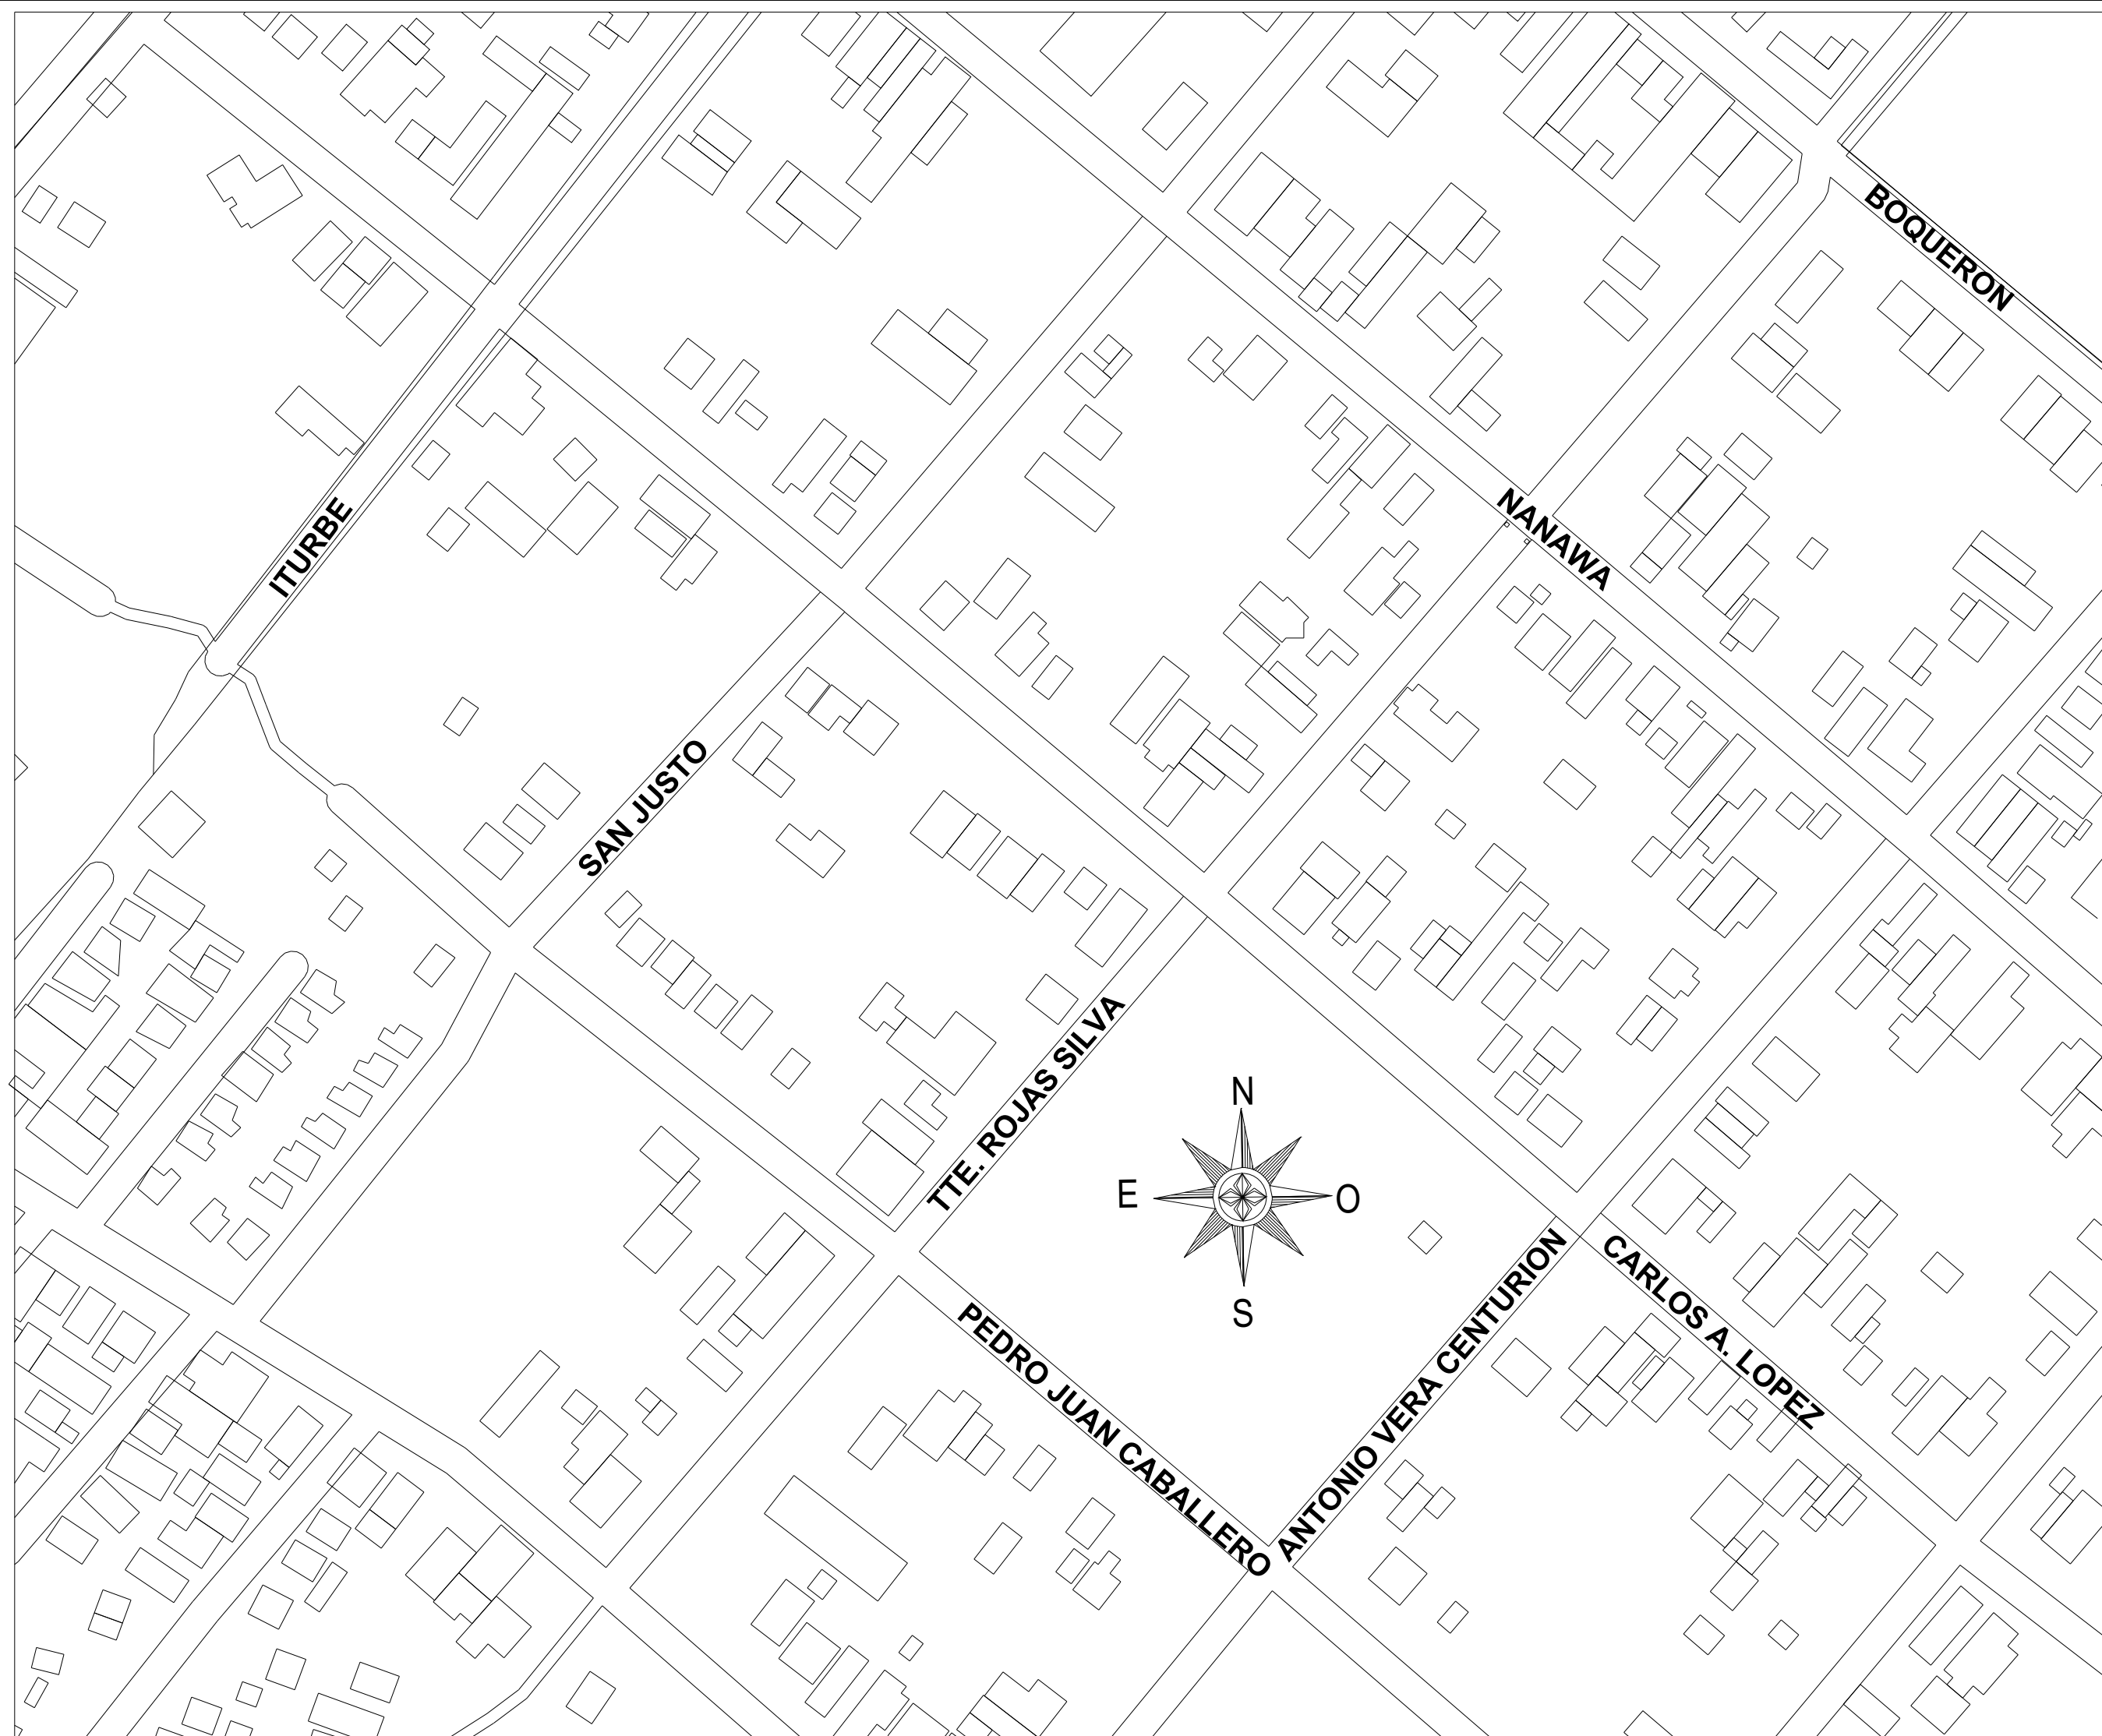 BOQUERON
ITURBE
NANAWA
SAN JUSTO
TTE. ROJAS SILVA
N
E
O
S
CARLOS A. LOPEZ
ANTONIO VERA CENTURION
PEDRO JUAN CABALLERO